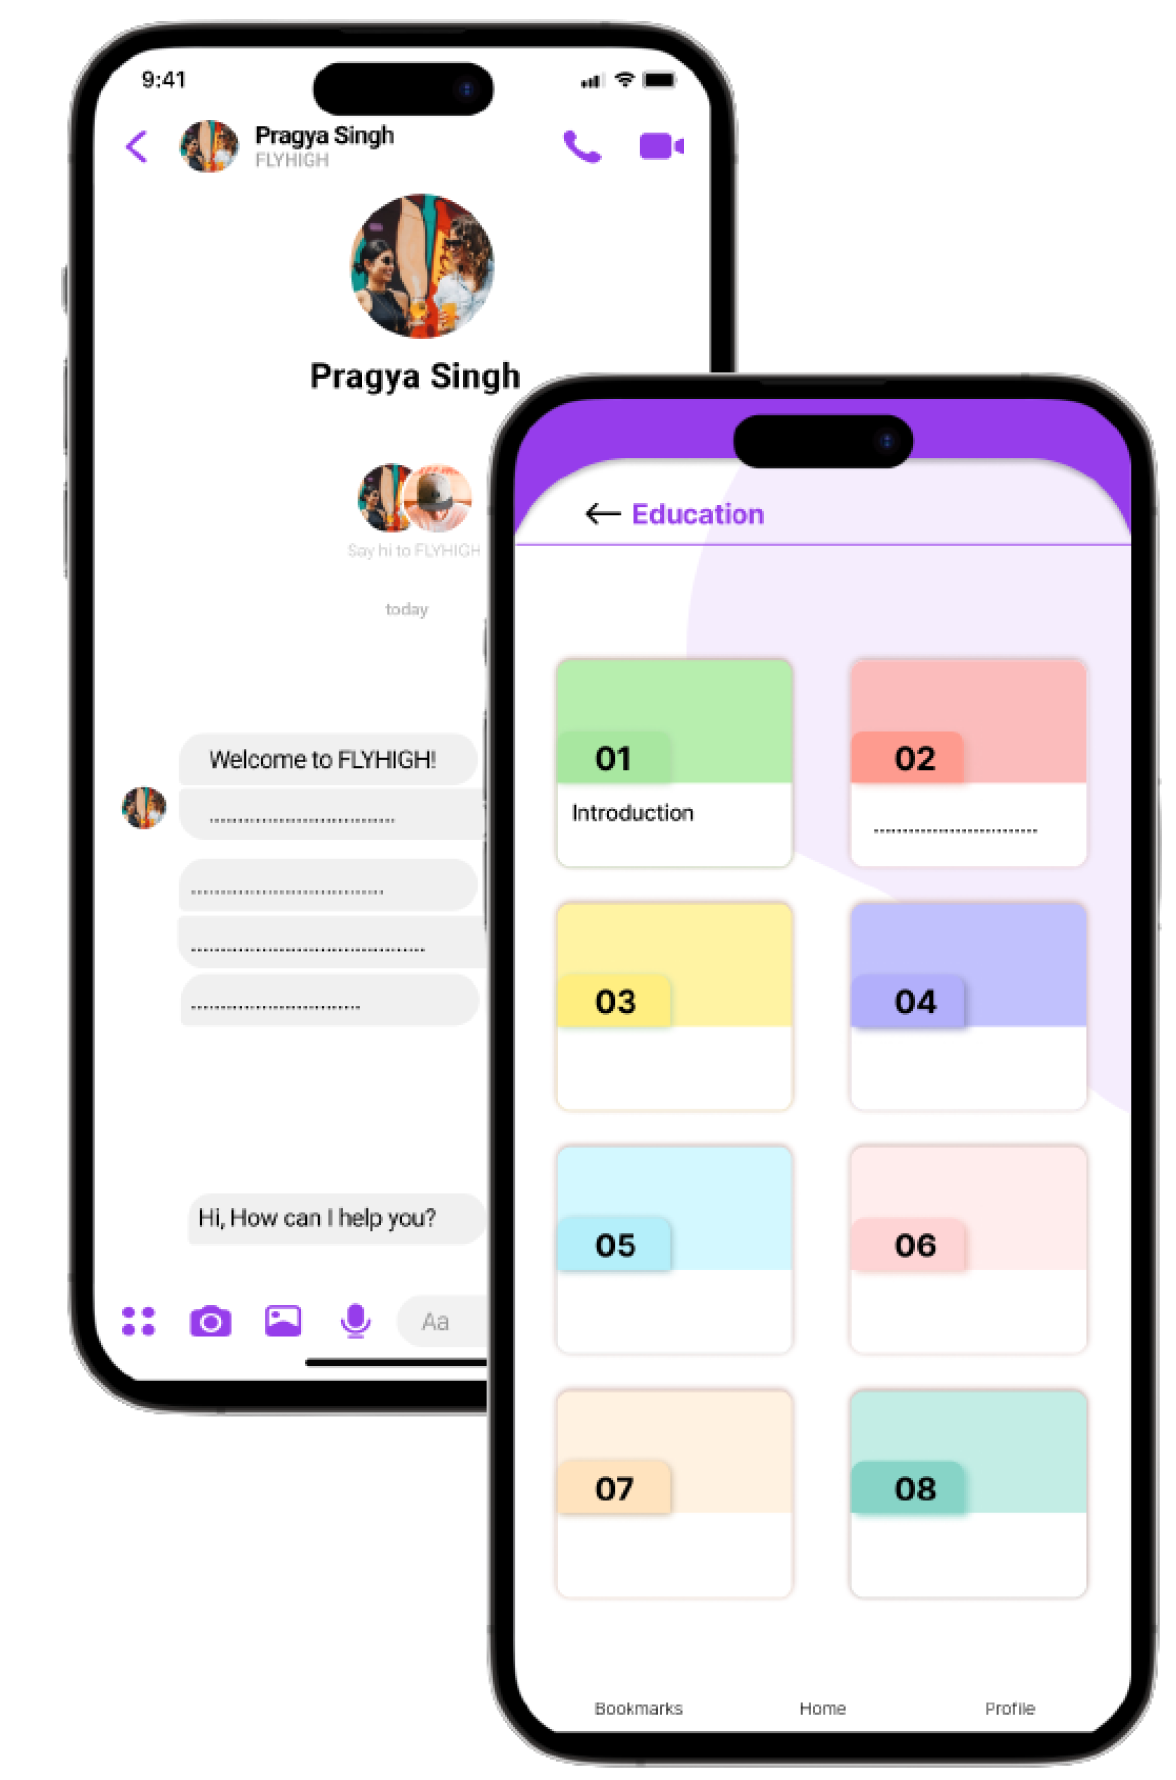 9:41
Pragya Singh
FLYHIGH
Pragya Singh
Say hi to FLYHIGH
today
Welcome to FLYHIGH!
Hi, How can I help you?
Aa
Education
01
02
Introduction
03
04
05
06
07
08
Bookmarks
Home
Profile